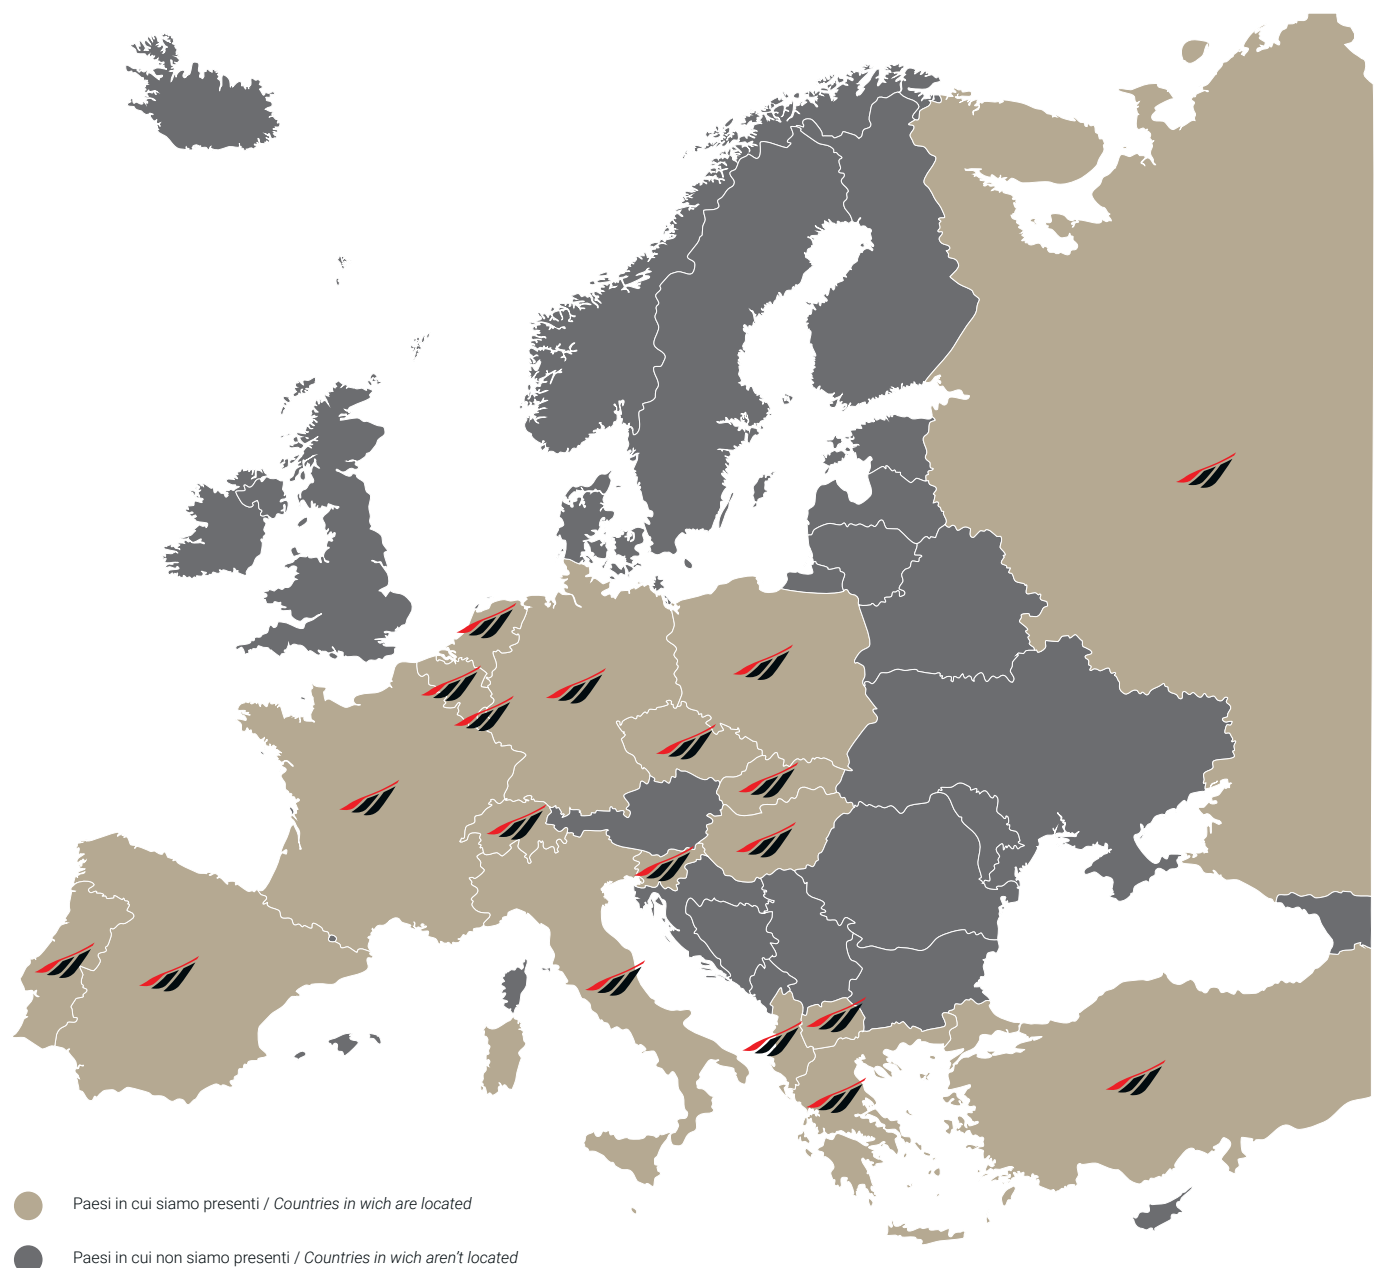 Paesi in cui siamo presenti / Countries in wich are located
Paesi in cui non siamo presenti / Countries in wich aren't located